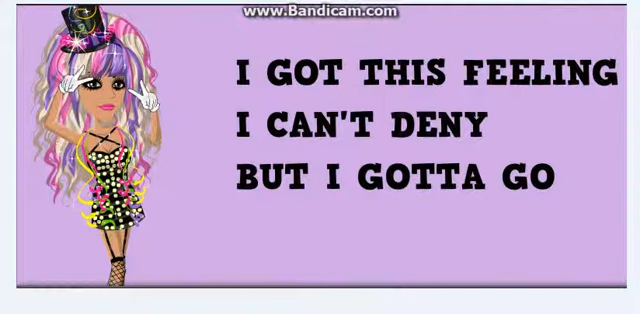 www.Bandicam.com
I GOT THIS FEELING
I CAN'T DENY
BUT I GOTTA GO